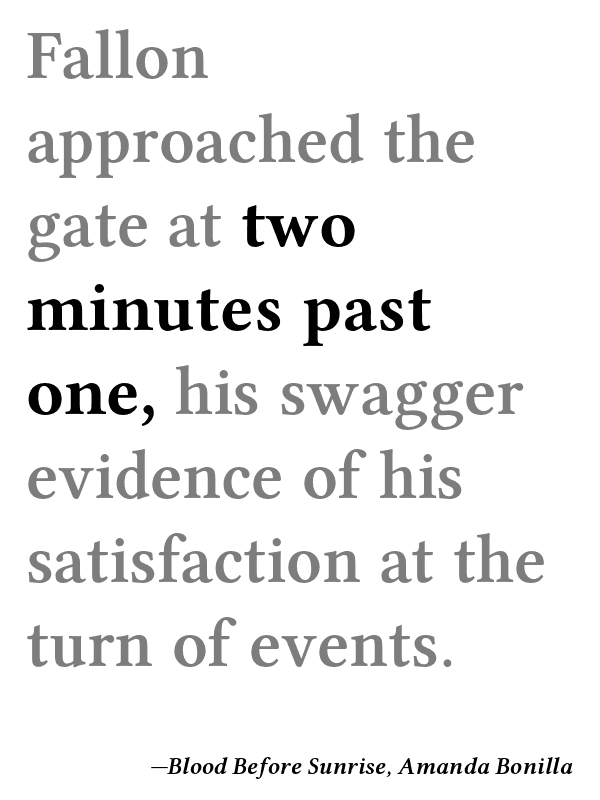 Fallon
approached the
gate at two
minutes past
one, his swagger
evidence of his
satisfaction at the
turn of events.
—Blood Before Sunrise, Amanda Bonilla